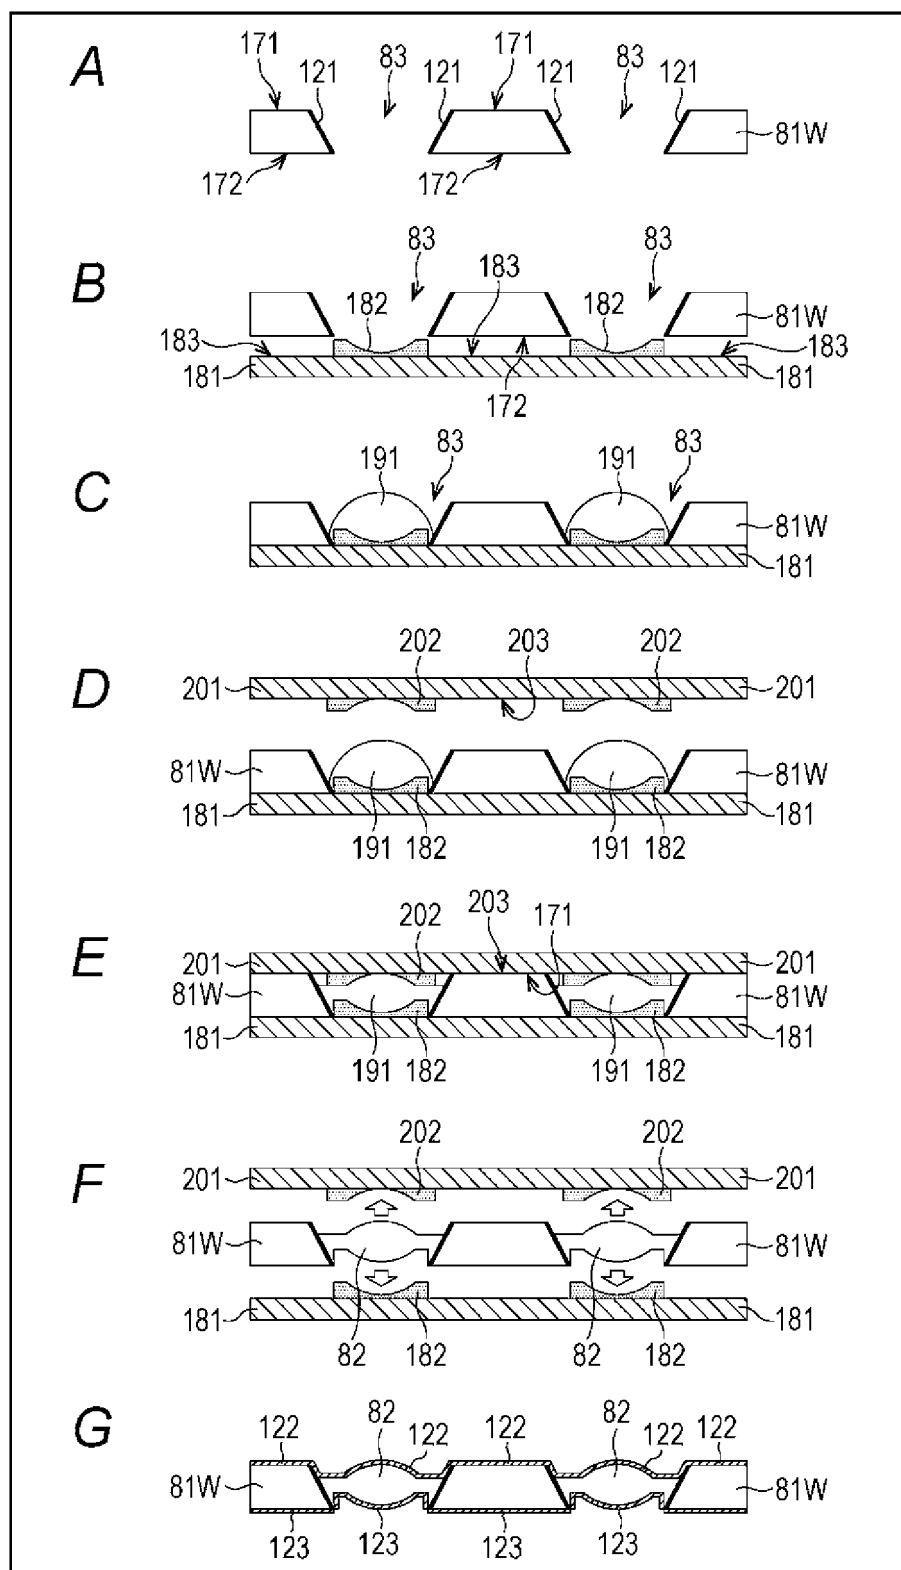 A
171 83 171 83
121 121 121 121
81W
172 172
B
83 83
182 183 182
81W
183 183
181 172 181
C
191 83 191 83
81W
181
D
202 203 202
201 201
81W 81W
181 181
191 182 191 182
E
203 171
202 202
201 201
81W 81W
181 181
191 182 191 182
F
202 202
201 201
81W 81W
181 181
82 182 82 182
G
122 82 122 122 82 122 122
81W 81W
123 123 123 123